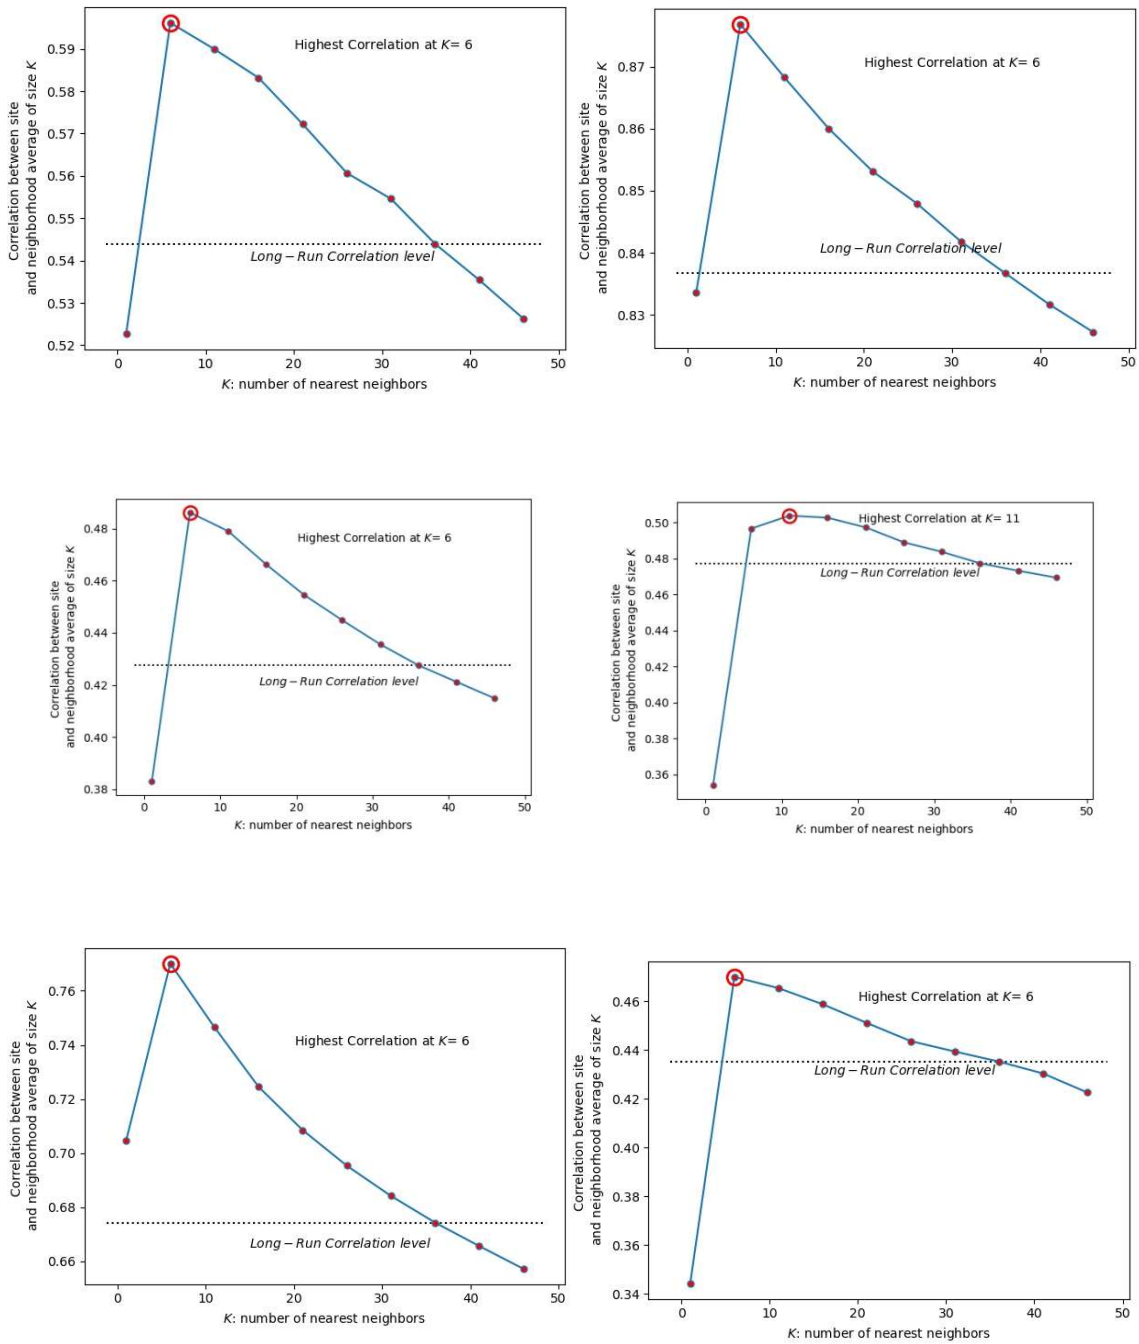 Correlation between site
and neighborhood average of size K
0.59
0.58
0.57
0.56
0.55
0.54
0.53
0.52
Highest Correlation at K= 6
Long−Run Correlation level
0 10 20 30 40 50
K: number of nearest neighbors
Correlation between site
and neighborhood average of size K
0.87
0.86
0.85
0.84
0.83
Highest Correlation at K= 6
Long−Run Correlation level
0 10 20 30 40 50
K: number of nearest neighbors
Correlation between site
and neighborhood average of size K
0.48
0.46
0.44
0.42
0.40
0.38
Highest Correlation at K= 6
Long−Run Correlation level
0 10 20 30 40 50
K: number of nearest neighbors
Correlation between site
and neighborhood average of size K
0.50
0.48
0.46
0.44
0.42
0.40
0.38
0.36
Highest Correlation at K= 11
Long−Run Correlation level
0 10 20 30 40 50
K: number of nearest neighbors
Correlation between site
and neighborhood average of size K
0.76
0.74
0.72
0.70
0.68
0.66
Highest Correlation at K= 6
Long−Run Correlation level
0 10 20 30 40 50
K: number of nearest neighbors
Correlation between site
and neighborhood average of size K
0.46
0.44
0.42
0.40
0.38
0.36
0.34
Highest Correlation at K= 6
Long−Run Correlation level
0 10 20 30 40 50
K: number of nearest neighbors